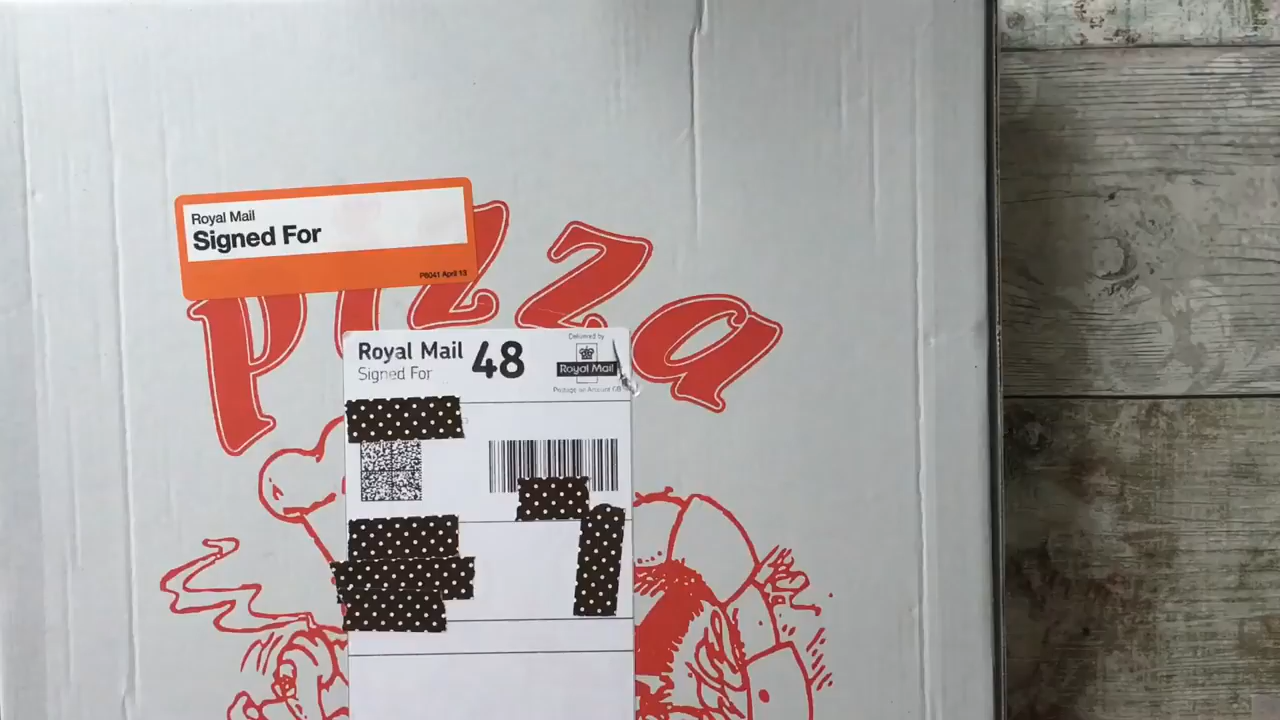 Royal Mail
Signed For
P6041 April 13
pizza
Royal Mail 48
Signed For
Delivered by
Royal Mail
Postage on Account GB